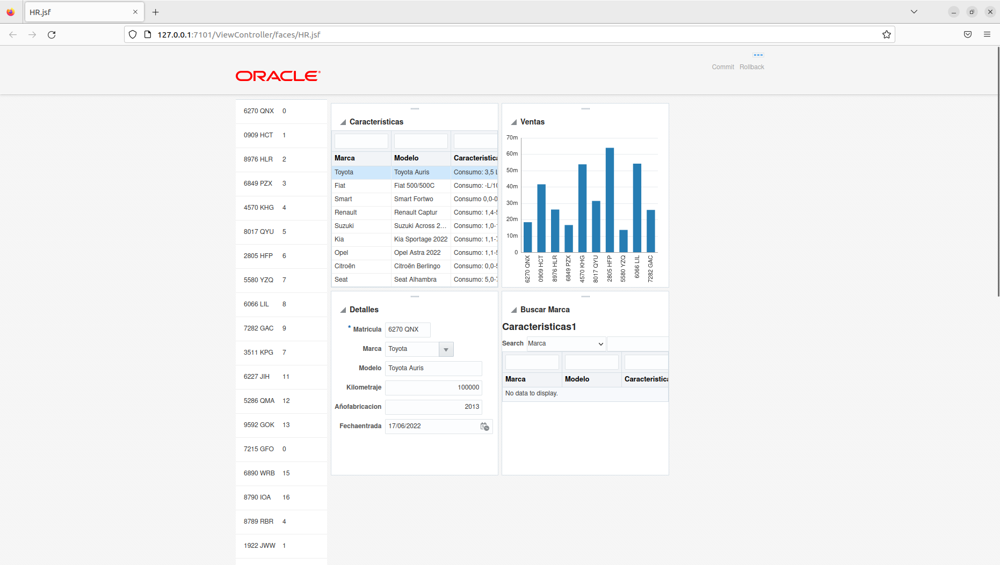 HR.jsf
127.0.0.1:7101/ViewController/faces/HR.jsf
ORACLE
Commit Rollback
6270 QNX 0
0909 HCT 1
8976 HLR 2
6849 PZX 3
4570 KHG 4
8017 QYU 5
2805 HFP 6
5580 YZQ 7
6066 LIL 8
7282 GAC 9
3511 KPG 7
6227 JIH 11
5286 QMA 12
9592 GOK 13
7215 GFO 0
6890 WRB 15
8790 IOA 16
8789 RBR 4
1922 JWW 1
Características
Marca Modelo Caracteristica
Toyota Toyota Auris Consumo: 3,5 L
Fiat Fiat 500/500C Consumo: -L/10
Smart Smart Fortwo Consumo 0,0-0
Renault Renault Captur Consumo: 1,4-5
Suzuki Suzuki Across 2... Consumo: 1,0-
Kia Kia Sportage 2022 Consumo: 1,1-7
Opel Opel Astra 2022 Consumo: 1,1-5
Citroën Citroën Berlingo Consumo: 0,0-5
Seat Seat Alhambra Consumo: 5,0-7
Ventas
70m
60m
50m
40m
30m
20m
10m
0
6270 QNX
0909 HCT
8976 HLR
6849 PZX
4570 KHG
8017 QYU
2805 HFP
5580 YZQ
6066 LIL
7282 GAC
Detalles
* Matricula 6270 QNX
Marca Toyota
Modelo Toyota Auris
Kilometraje 100000
Añofabricacion 2013
Fechaentrada 17/06/2022
Buscar Marca
Caracteristicas1
Search Marca
Marca Modelo Caracteristica
No data to display.